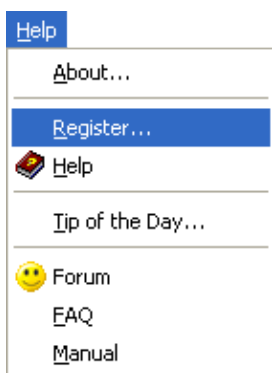 Help
About...
Register...
Help
Tip of the Day...
Forum
FAQ
Manual